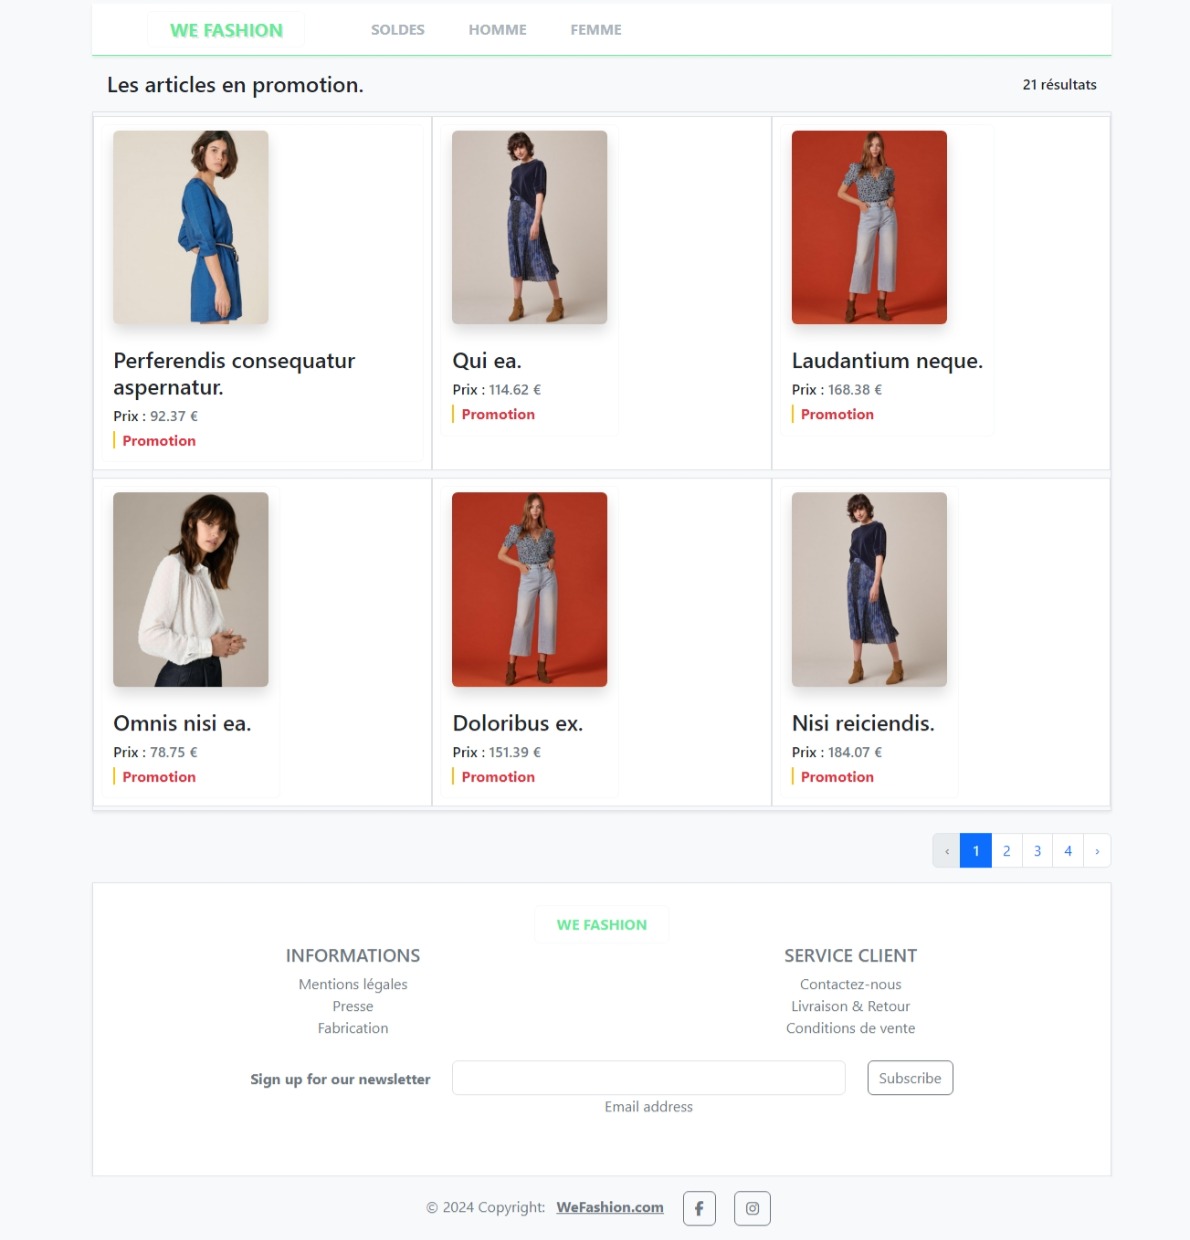 WE FASHION SOLDES HOMME FEMME
Les articles en promotion. 21 résultats
Perferendis consequatur
aspernatur.
Prix : 92.37 €
Promotion
Qui ea.
Prix : 114.62 €
Promotion
Laudantium neque.
Prix : 168.38 €
Promotion
Omnis nisi ea.
Prix : 78.75 €
Promotion
Doloribus ex.
Prix : 151.39 €
Promotion
Nisi reiciendis.
Prix : 184.07 €
Promotion
‹ 1 2 3 4 ›
WE FASHION
INFORMATIONS
Mentions légales
Presse
Fabrication
SERVICE CLIENT
Contactez-nous
Livraison & Retour
Conditions de vente
Sign up for our newsletter Subscribe
Email address
© 2024 Copyright: WeFashion.com